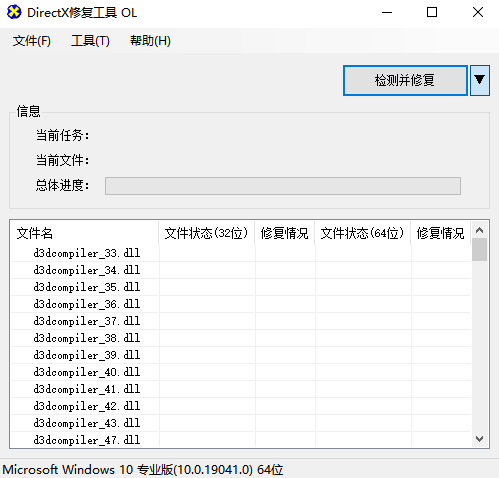 DirectX修复工具 OL
文件(F) 工具(T) 帮助(H)
检测并修复
信息
当前任务:
当前文件:
总体进度:
文件名 文件状态(32位) 修复情况 文件状态(64位) 修复情况
d3dcompiler_33.dll
d3dcompiler_34.dll
d3dcompiler_35.dll
d3dcompiler_36.dll
d3dcompiler_37.dll
d3dcompiler_38.dll
d3dcompiler_39.dll
d3dcompiler_40.dll
d3dcompiler_41.dll
d3dcompiler_42.dll
d3dcompiler_43.dll
d3dcompiler_47.dll
Microsoft Windows 10 专业版(10.0.19041.0) 64位